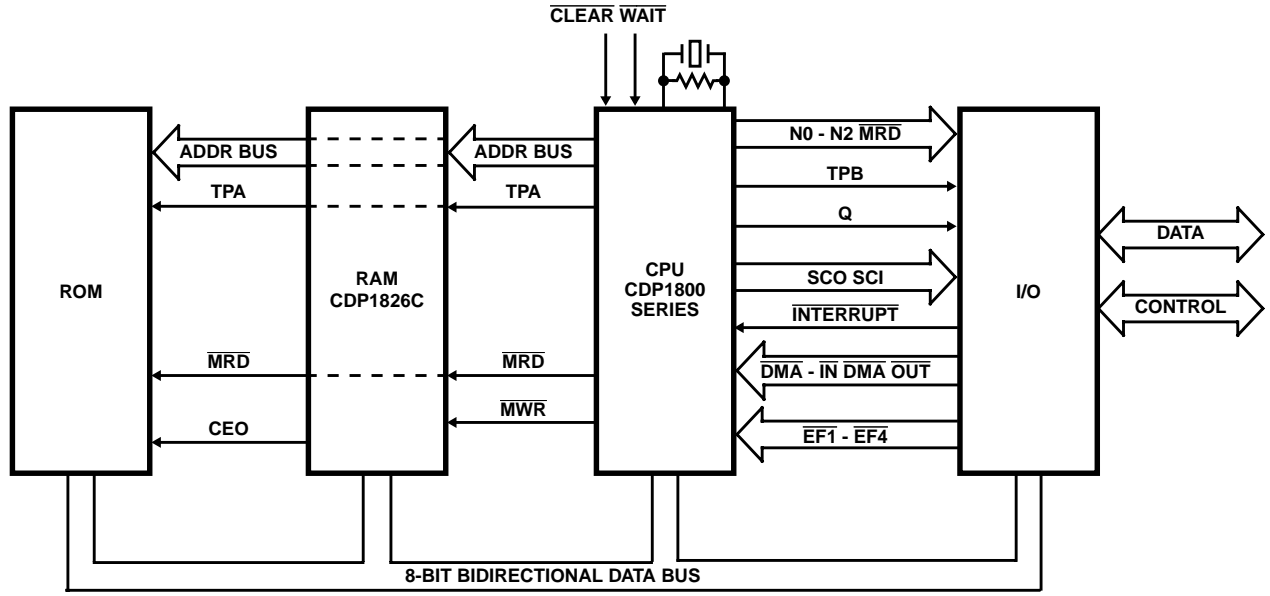 CLEAR WAIT
ADDR BUS
ADDR BUS
N0 - N2 MRD
TPA
TPA
TPB
Q
DATA
ROM
RAM
CDP1826C
CPU
CDP1800
SERIES
SCO SCI
I/O
INTERRUPT
CONTROL
MRD
MRD
DMA - IN DMA OUT
MWR
CEO
EF1 - EF4
8-BIT BIDIRECTIONAL DATA BUS